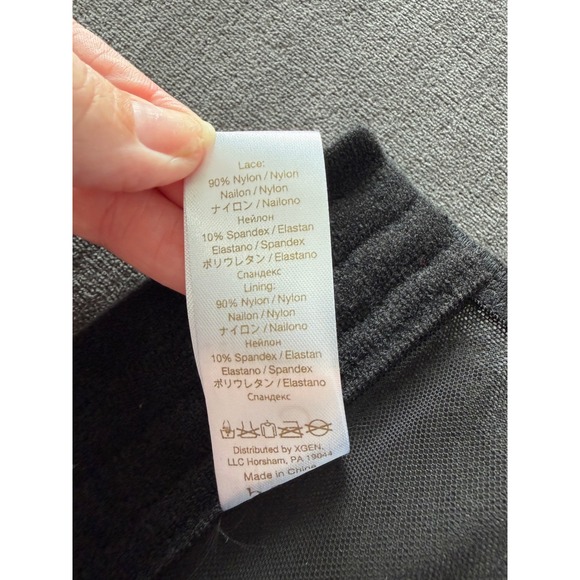 Lace:
90% Nylon / Nylon
Nailon / Nylon
ナイロン / Nailono
Нейлон
10% Spandex / Elastan
Elastano / Spandex
ポリウレタン / Elastano
Спандекс
Lining:
90% Nylon / Nylon
Nailon / Nylon
ナイロン / Nailono
Нейлон
10% Spandex / Elastan
Elastano / Spandex
ポリウレタン / Elastano
Спандекс
Distributed by XGEN,
LLC Horsham, PA 19044
Made in China